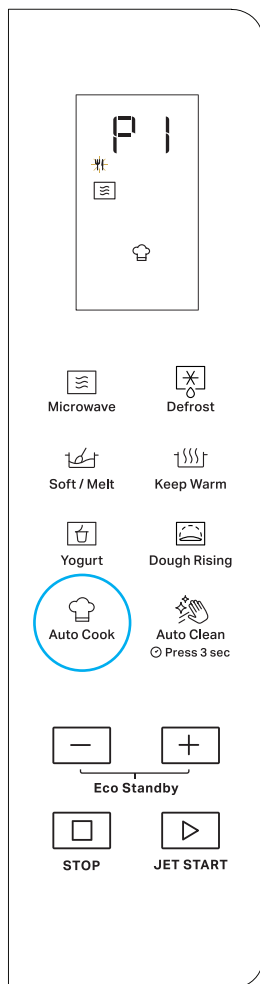 P1
Microwave
Defrost
Soft / Melt
Keep Warm
Yogurt
Dough Rising
Auto Cook
Auto Clean
Press 3 sec
Eco Standby
STOP
JET START